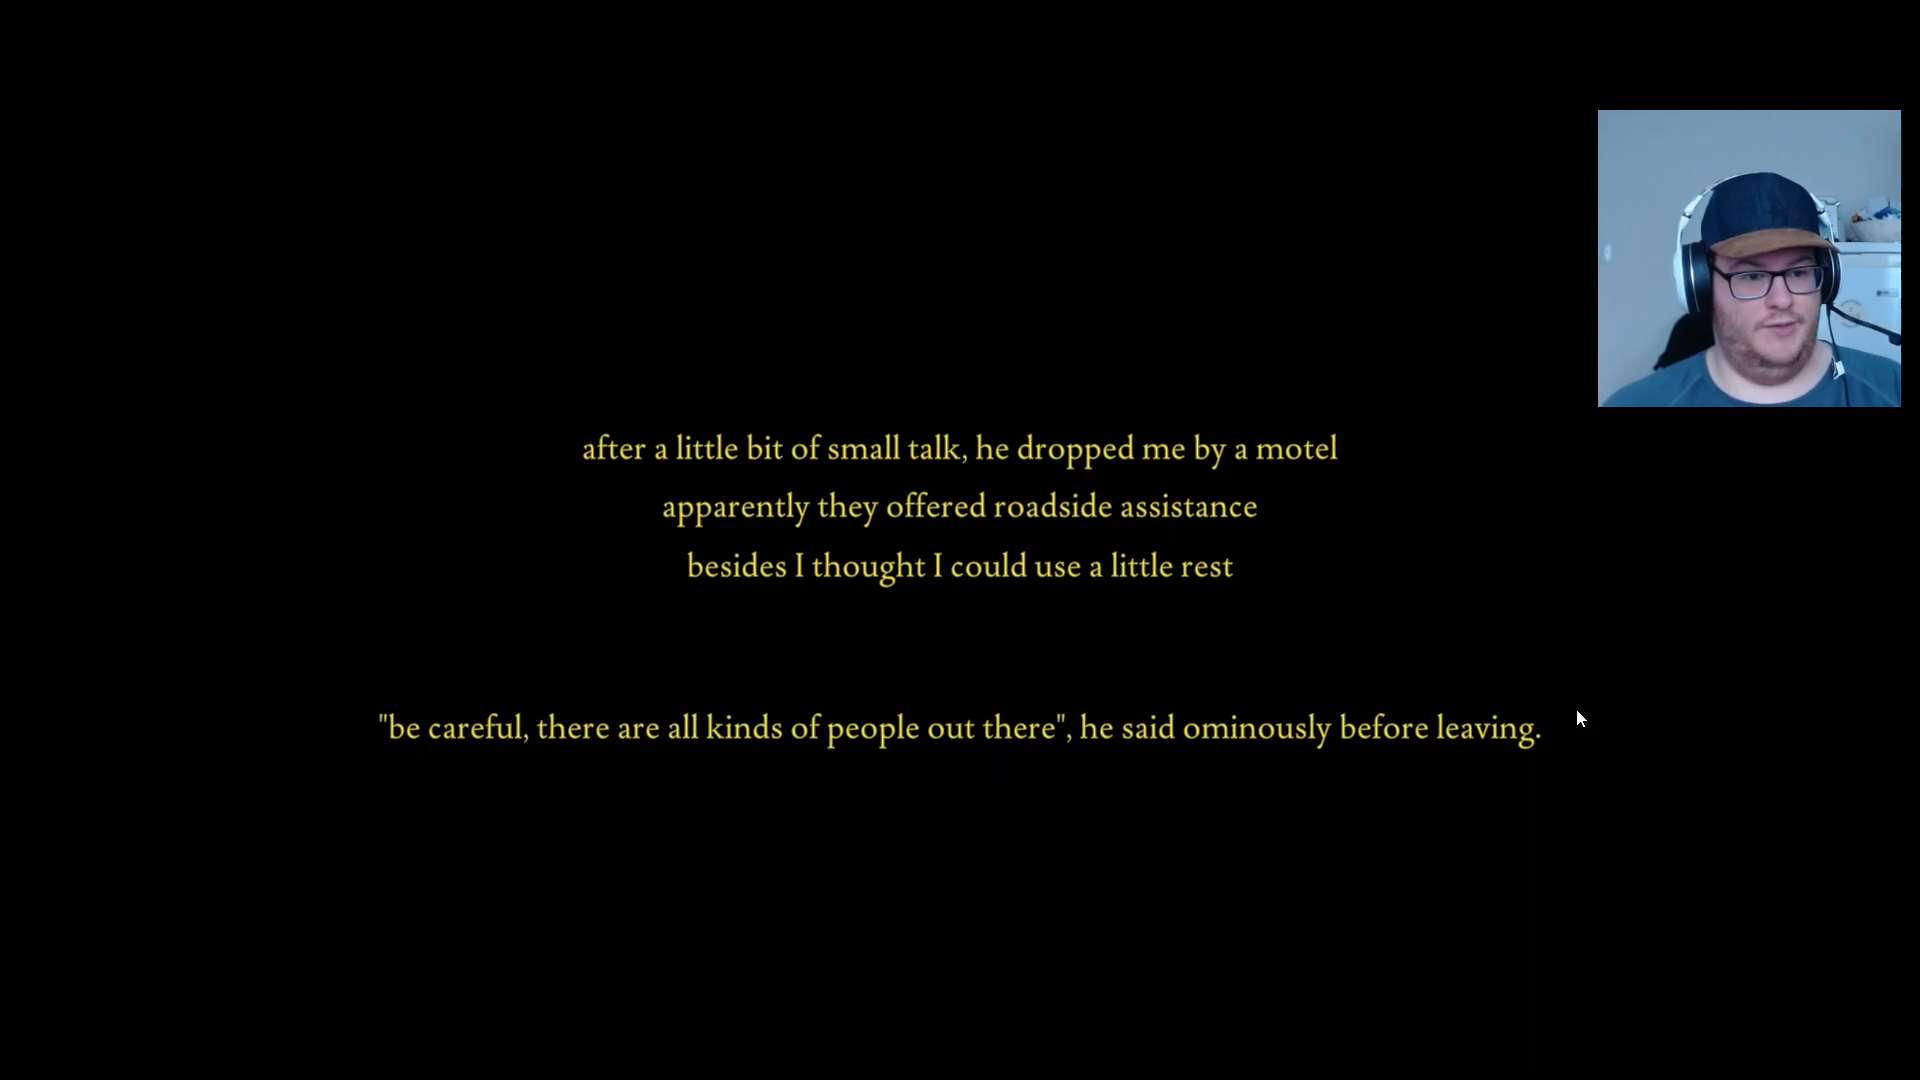 after a little bit of small talk, he dropped me by a motel
apparently they offered roadside assistance
besides I thought I could use a little rest
"be careful, there are all kinds of people out there", he said ominously before leaving.